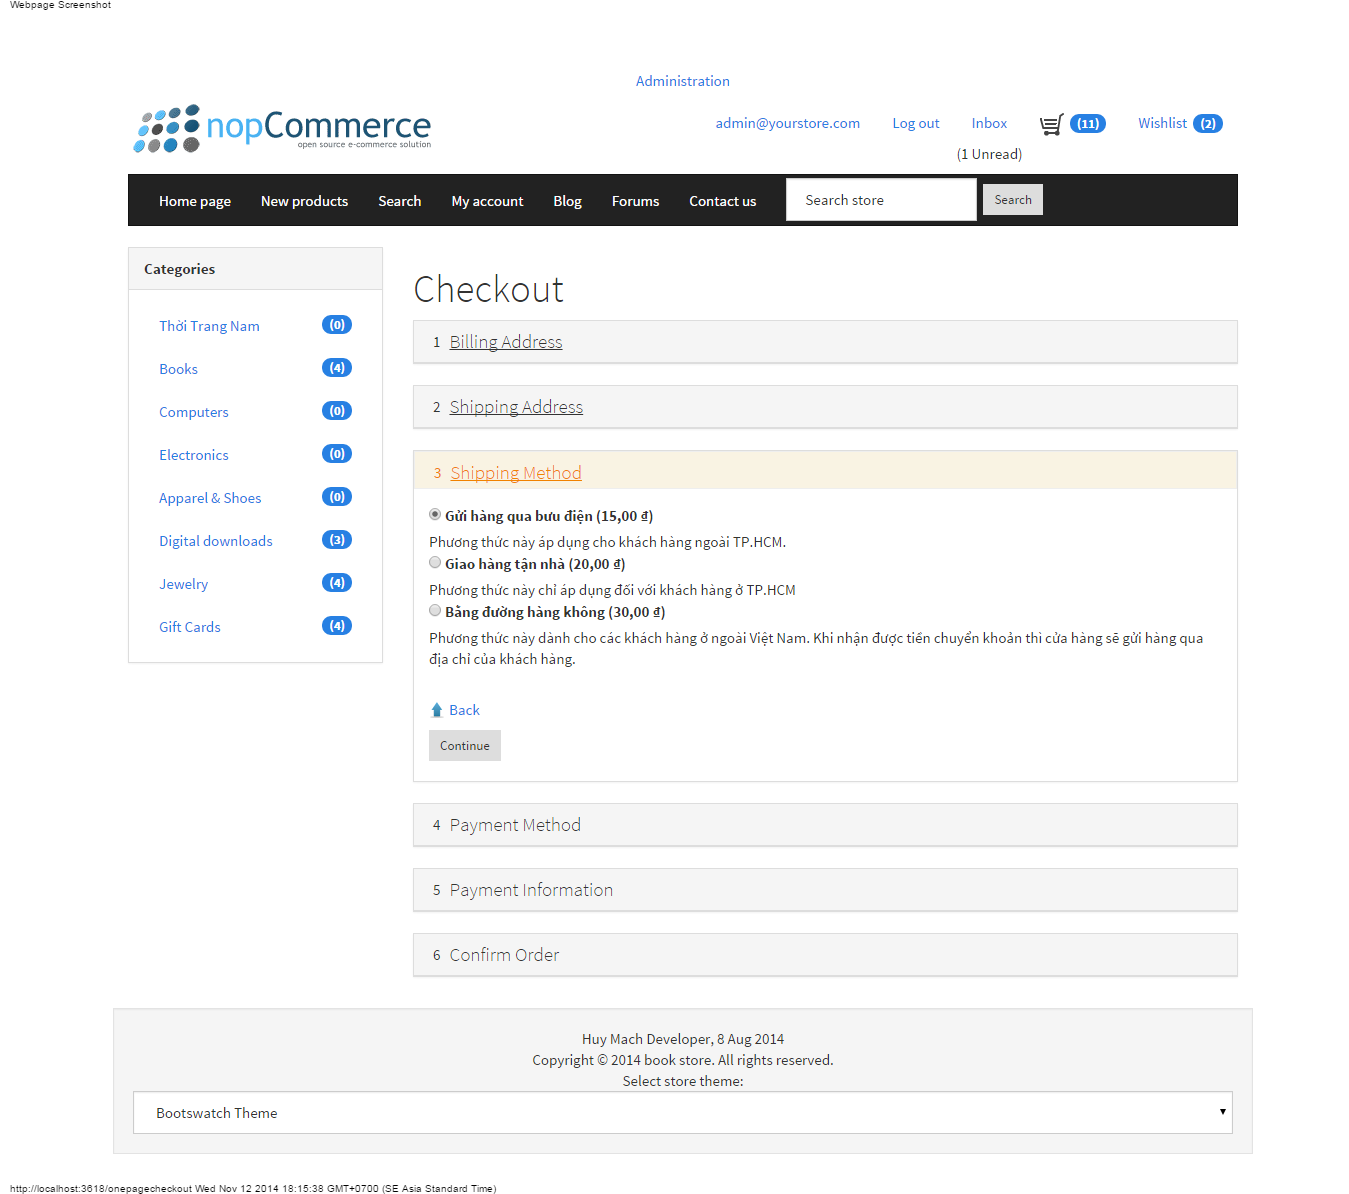 Webpage Screenshot
Administration
nopCommerce
open source e-commerce solution
admin@yourstore.com Log out Inbox (11) Wishlist (2)
(1 Unread)
Home page New products Search My account Blog Forums Contact us Search store Search
Categories
Thời Trang Nam (0)
Books (4)
Computers (0)
Electronics (0)
Apparel & Shoes (0)
Digital downloads (3)
Jewelry (4)
Gift Cards (4)
Checkout
1 Billing Address
2 Shipping Address
3 Shipping Method
Gửi hàng qua bưu điện (15,00 ₫)
Phương thức này áp dụng cho khách hàng ngoài TP.HCM.
Giao hàng tận nhà (20,00 ₫)
Phương thức này chỉ áp dụng đối với khách hàng ở TP.HCM
Bằng đường hàng không (30,00 ₫)
Phương thức này dành cho các khách hàng ở ngoài Việt Nam. Khi nhận được tiền chuyển khoản thì cửa hàng sẽ gửi hàng qua
địa chỉ của khách hàng.
Back
Continue
4 Payment Method
5 Payment Information
6 Confirm Order
Huy Mach Developer, 8 Aug 2014
Copyright © 2014 book store. All rights reserved.
Select store theme:
Bootswatch Theme
http://localhost:3618/onepagecheckout Wed Nov 12 2014 18:15:38 GMT+0700 (SE Asia Standard Time)